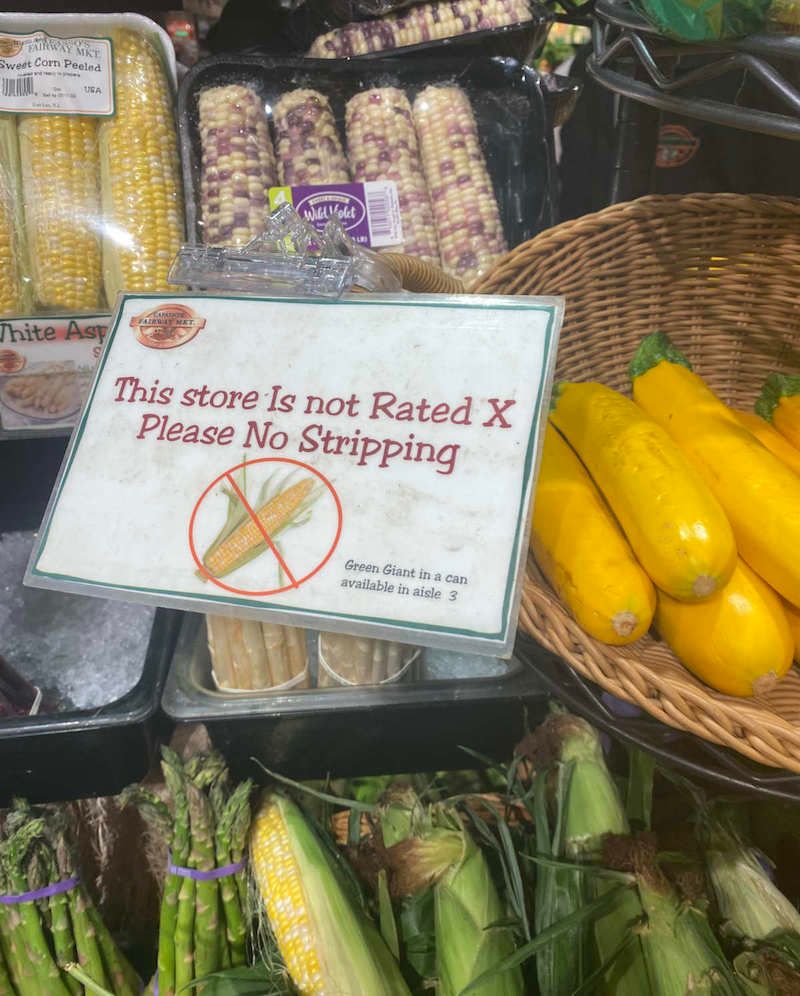 FAIRWAY MKT.
Sweet Corn Peeled
USA
Wild Violet
White Asp
FAIRWAY MKT.
This store Is not Rated X
Please No Stripping
Green Giant in a can
available in aisle 3